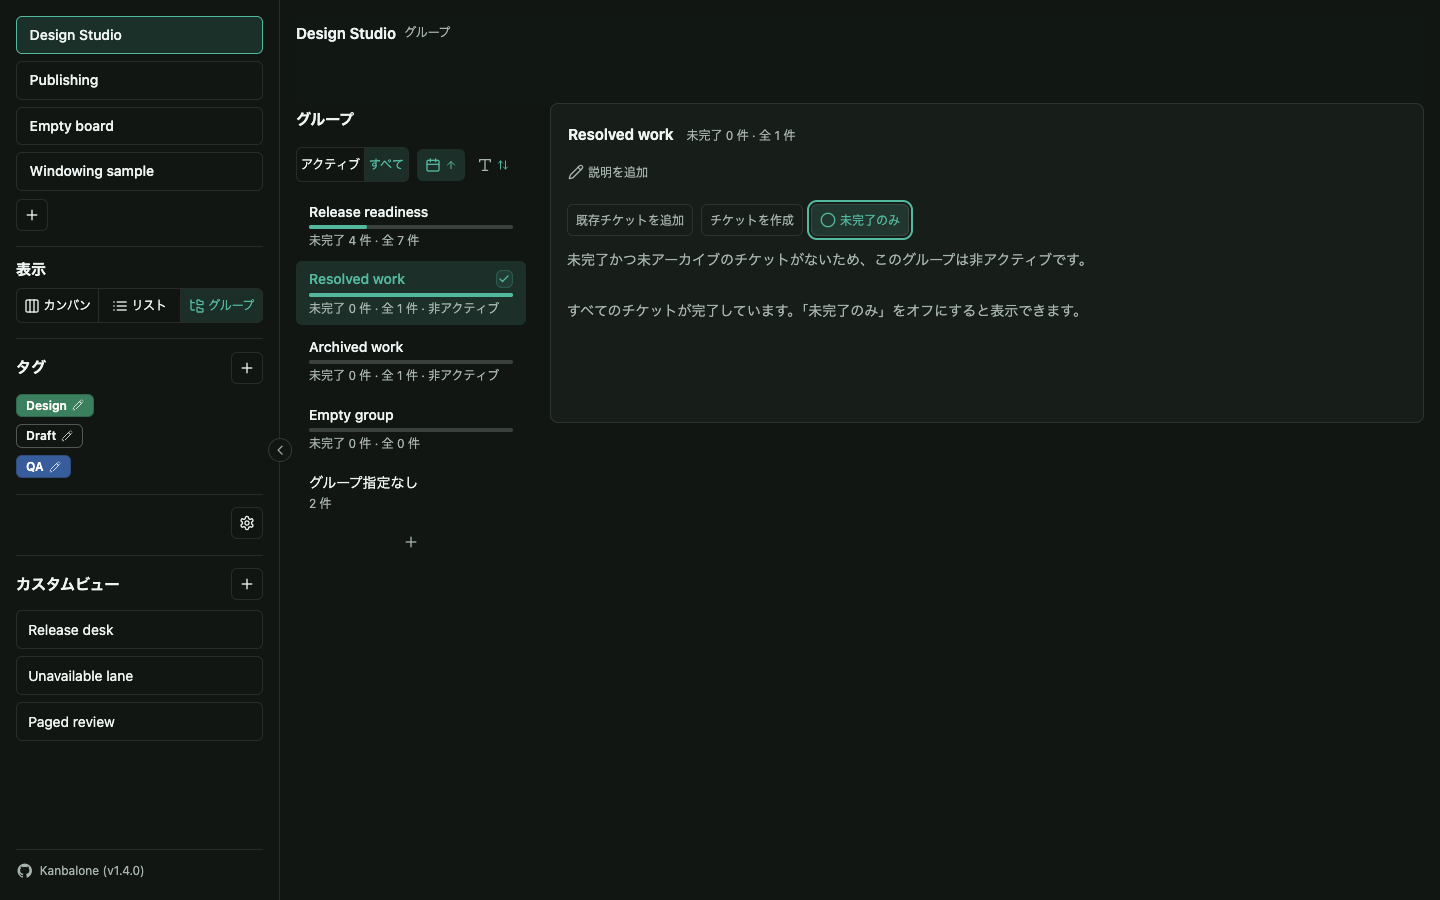 Design Studio
Publishing
Empty board
Windowing sample
表示
カンバン
リスト
グループ
タグ
Design
Draft
QA
カスタムビュー
Release desk
Unavailable lane
Paged review
Kanbalone (v1.4.0)
Design Studio グループ
グループ
アクティブ すべて
Release readiness
未完了 4 件 · 全 7 件
Resolved work
未完了 0 件 · 全 1 件 · 非アクティブ
Archived work
未完了 0 件 · 全 1 件 · 非アクティブ
Empty group
未完了 0 件 · 全 0 件
グループ指定なし
2 件
Resolved work 未完了 0 件 · 全 1 件
説明を追加
既存チケットを追加 チケットを作成 未完了のみ
未完了かつ未アーカイブのチケットがないため、このグループは非アクティブです。
すべてのチケットが完了しています。「未完了のみ」をオフにすると表示できます。